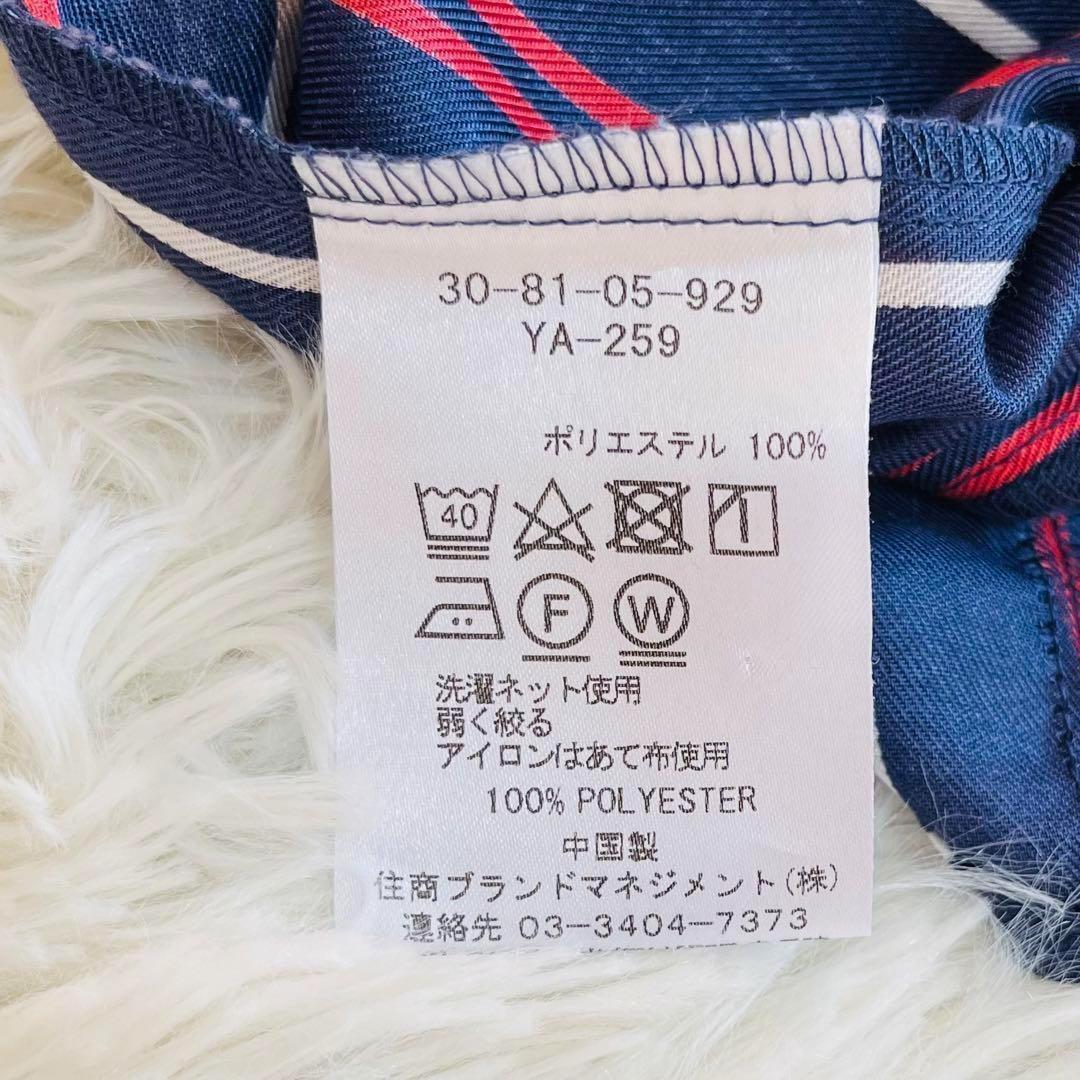 30-81-05-929
YA-259
ポリエステル 100%
40
F W
洗濯ネット使用
弱く絞る
アイロンはあて布使用
100% POLYESTER
中国製
住商ブランドマネジメント(株)
連絡先 03-3404-7373